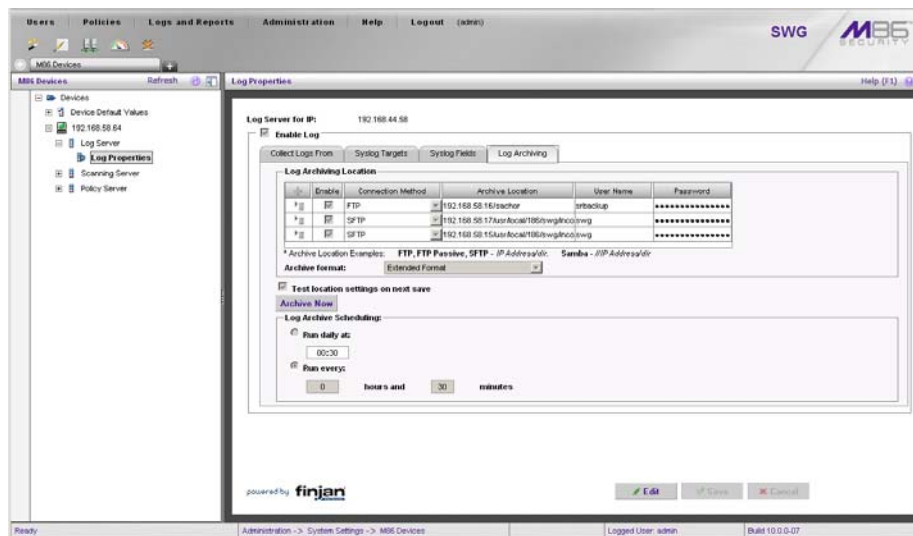 Users Policies Logs and Reports Administration Help Logout (admin)
SWG
M86 SECURITY
M86 Devices
M86 Devices Refresh
Log Properties Help (F1)
Devices
Device Default Values
192.168.58.64
Log Server
Log Properties
Scanning Server
Policy Server
Log Server for IP: 192.168.44.58
Enable Log
Collect Logs From Syslog Targets Syslog Fields Log Archiving
Log Archiving Location
Enable Connection Method Archive Location User Name Password
FTP 192.168.58.16/sachor srbackup •••••••••••••••
SFTP 192.168.58.17/usr/local/186/swg/inco swg •••••••••••••••
SFTP 192.168.58.15/usr/local/186/swg/inco swg •••••••••••••••
* Archive Location Examples: FTP, FTP Passive, SFTP - IP Address/dir. Samba - //IP Address/dir
Archive format: Extended Format
Test location settings on next save
Archive Now
Log Archive Scheduling:
Run daily at:
00:30
Run every:
0 hours and 30 minutes
powered by finjan
Edit Save Cancel
Ready Administration -> System Settings -> M86 Devices Logged User: admin Build 10.0.0-07